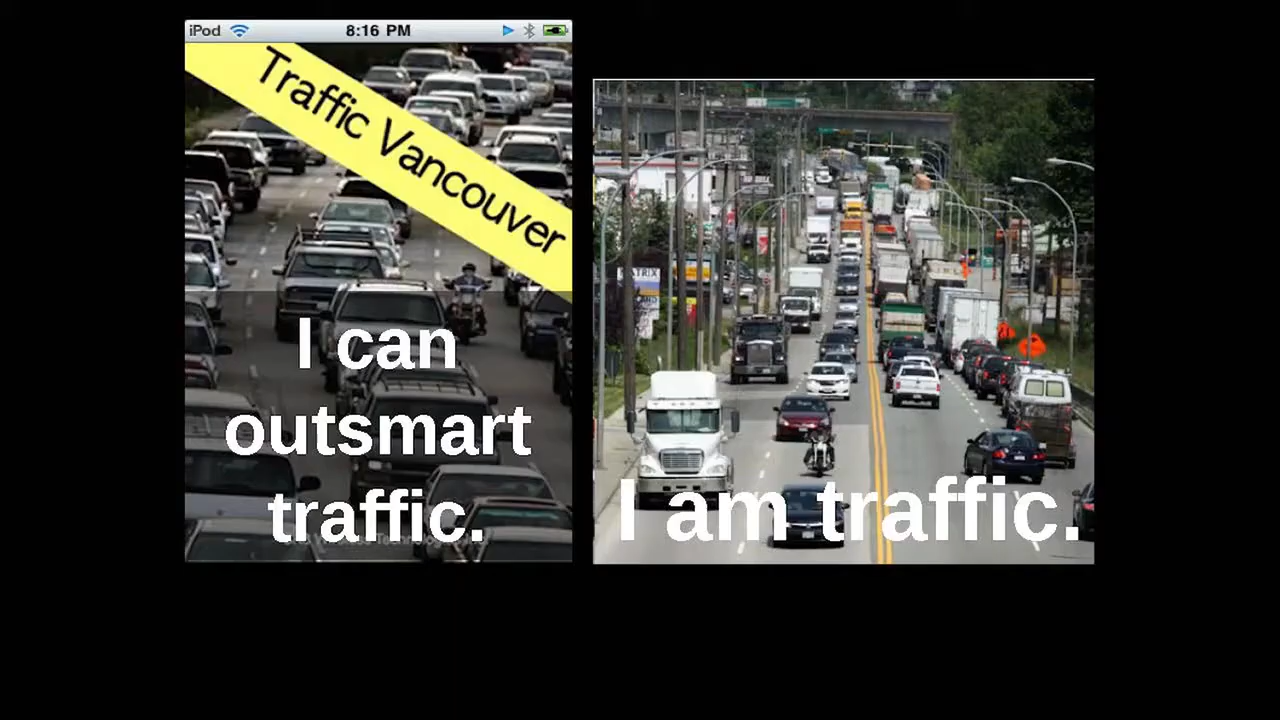 iPod
8:16 PM
Traffic Vancouver
I can
outsmart
traffic.
I am traffic.